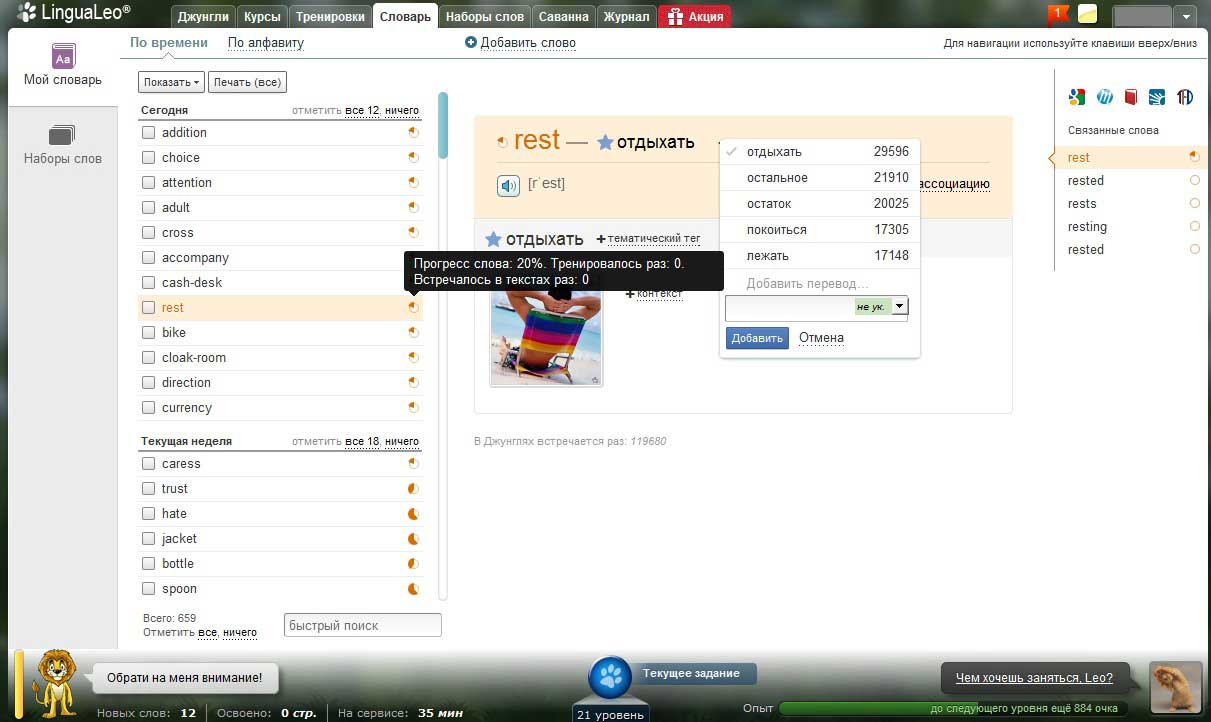 LinguaLeo®
Джунгли Курсы Тренировки Словарь Наборы слов Саванна Журнал Акция
1
По времени По алфавиту
Добавить слово
Для навигации используйте клавиши вверх/вниз
Aa
Мой словарь
Наборы слов
Показать Печать (все)
Сегодня отметить все 12, ничего
addition
choice
attention
adult
cross
accompany
cash-desk
rest
bike
cloak-room
direction
currency
Текущая неделя отметить все 18, ничего
caress
trust
hate
jacket
bottle
spoon
Всего: 659
Отметить все, ничего
быстрый поиск
rest — отдыхать
[r`est]
ассоциацию
отдыхать +тематический тег
+контекст
Прогресс слова: 20%. Тренировалось раз: 0.
Встречалось в текстах раз: 0
отдыхать 29596
остальное 21910
остаток 20025
покоиться 17305
лежать 17148
Добавить перевод...
не ук.
Добавить Отмена
В Джунглях встречается раз: 119680
Связанные слова
rest
rested
rests
resting
rested
Обрати на меня внимание!
Новых слов: 12 Освоено: 0 стр. На сервисе: 35 мин
Текущее задание
21 уровень
Чем хочешь заняться, Leo?
Опыт до следующего уровня ещё 884 очка